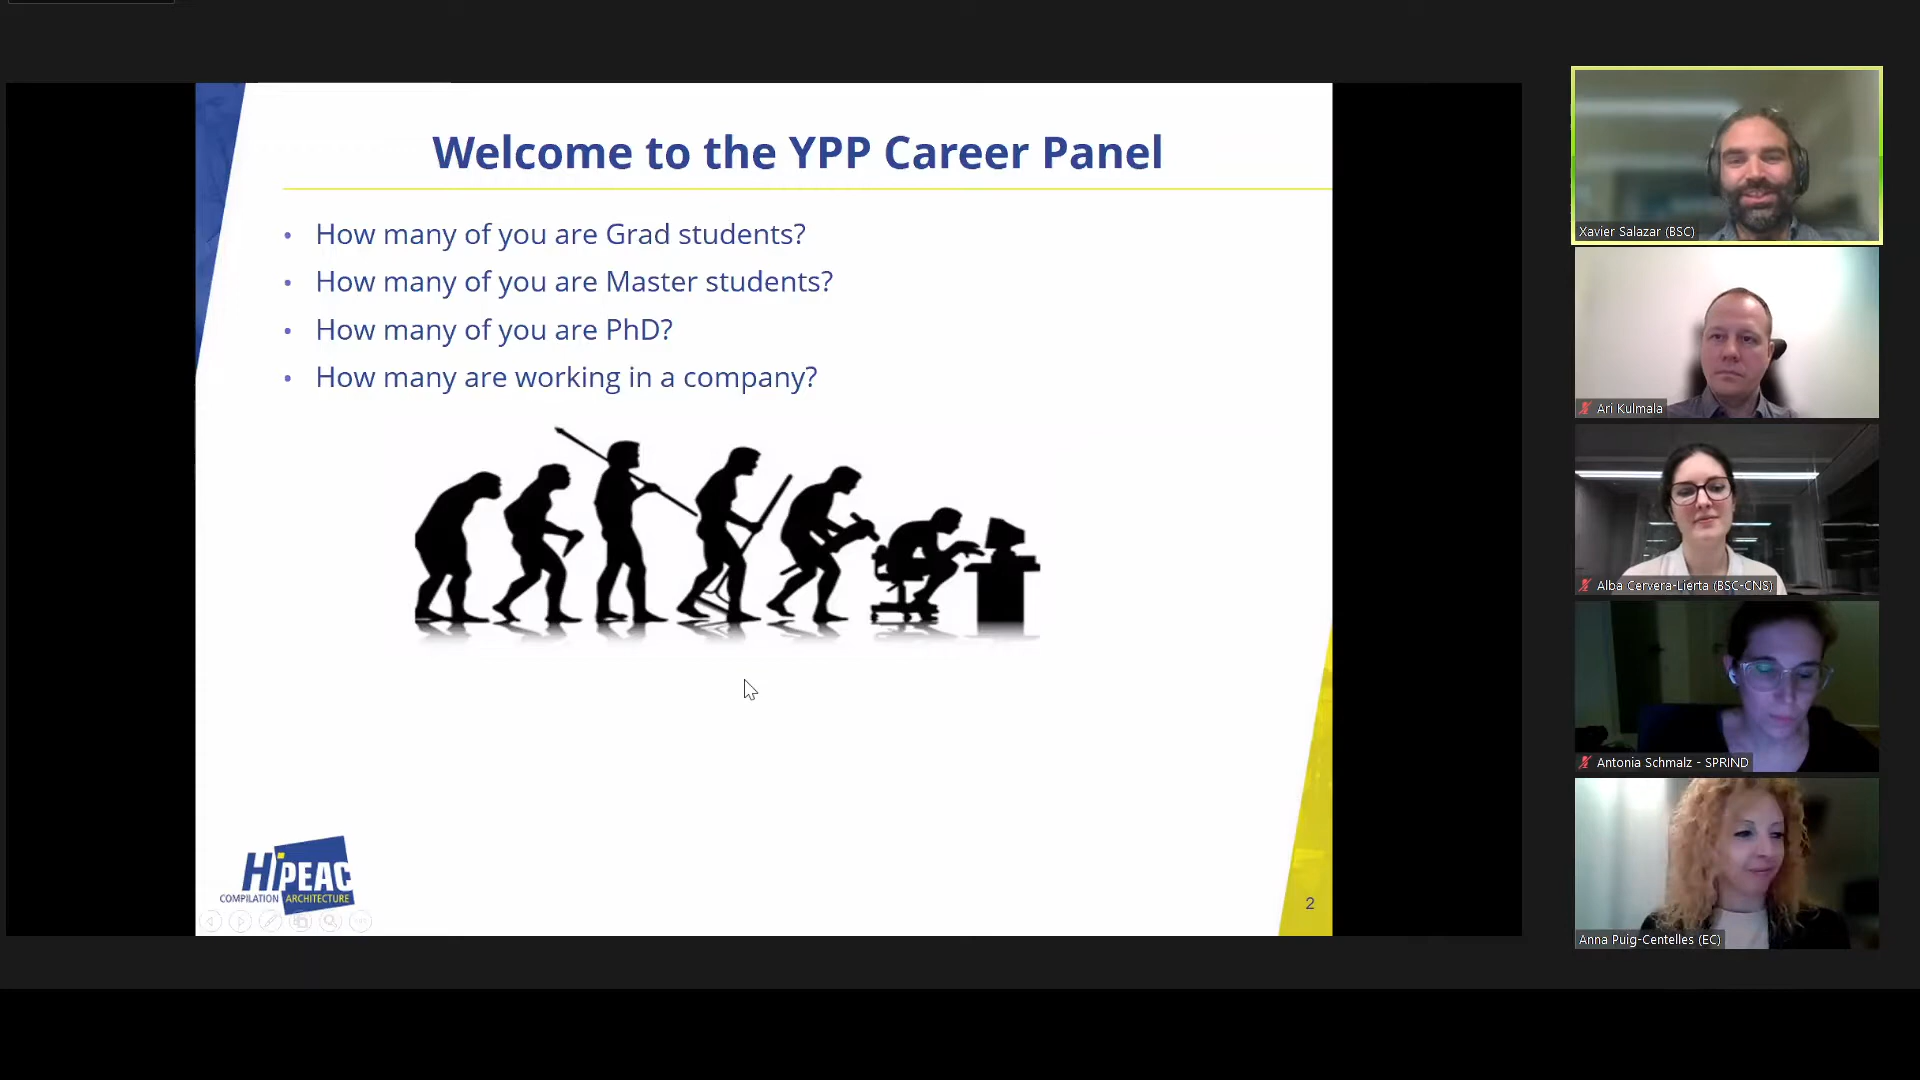 Welcome to the YPP Career Panel
• How many of you are Grad students?
• How many of you are Master students?
• How many of you are PhD?
• How many are working in a company?
HiPEAC
COMPILATION ARCHITECTURE
2
Xavier Salazar (BSC)
Ari Kulmala
Alba Cervera-Lierta (BSC-CNS)
Antonia Schmalz - SPRIND
Anna Puig-Centelles (EC)